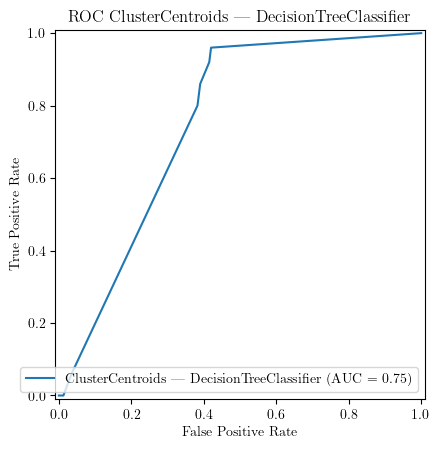 ROC ClusterCentroids — DecisionTreeClassifier
True Positive Rate
1.0
0.8
0.6
0.4
0.2
0.0
ClusterCentroids — DecisionTreeClassifier (AUC = 0.75)
0.0 0.2 0.4 0.6 0.8 1.0
False Positive Rate